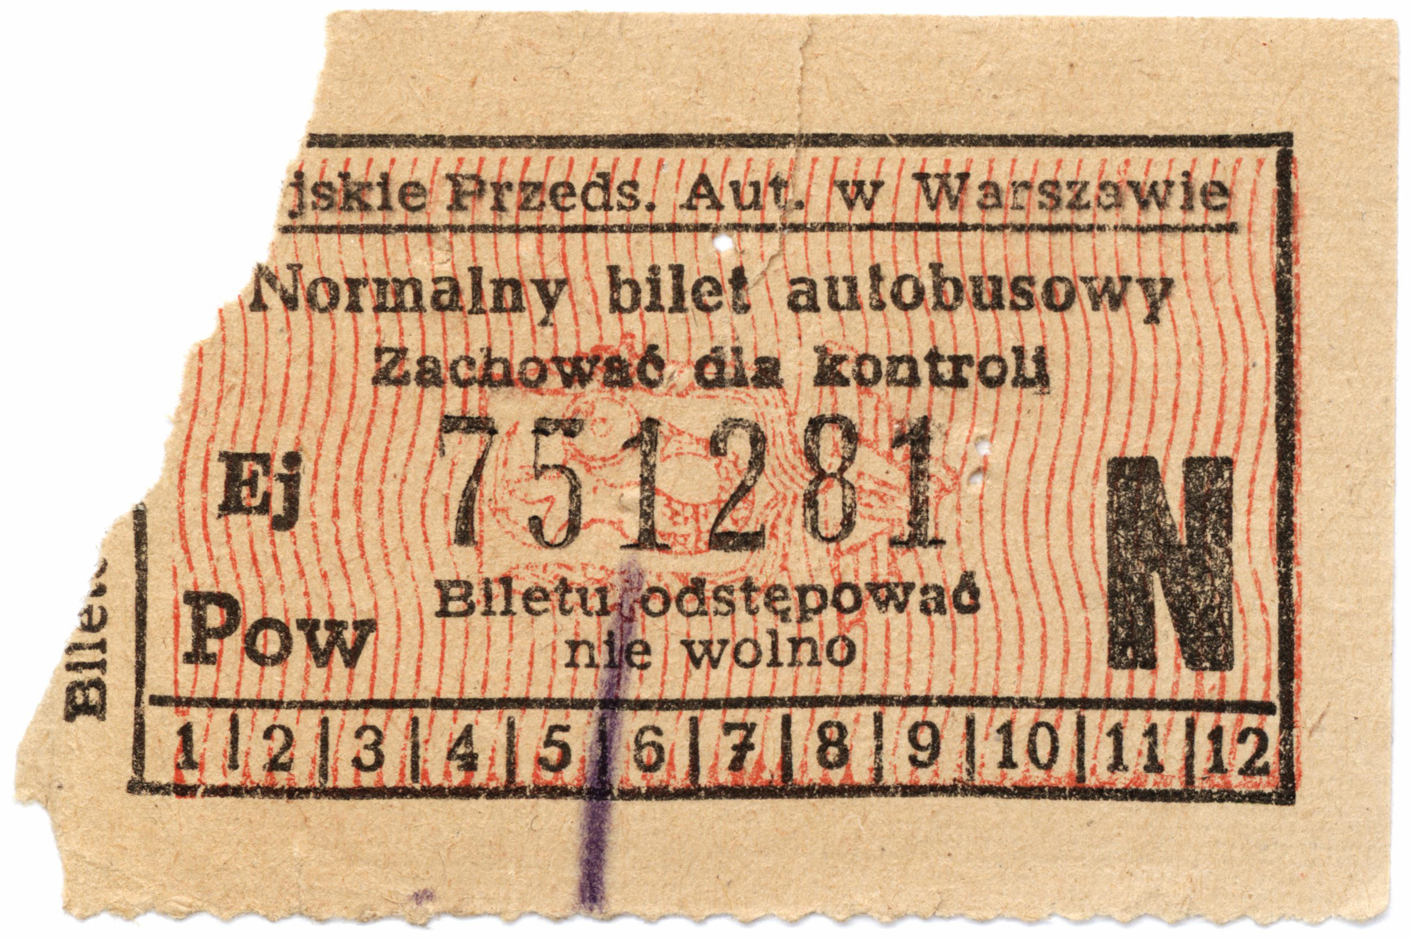 jskie Przeds. Aut. w Warszawie
Normalny bilet autobusowy
Zachować dla kontroli
Ej 751281
N
Pow
Biletu odstępować
nie wolno
1|2|3|4|5|6|7|8|9|10|11|12
Bilet